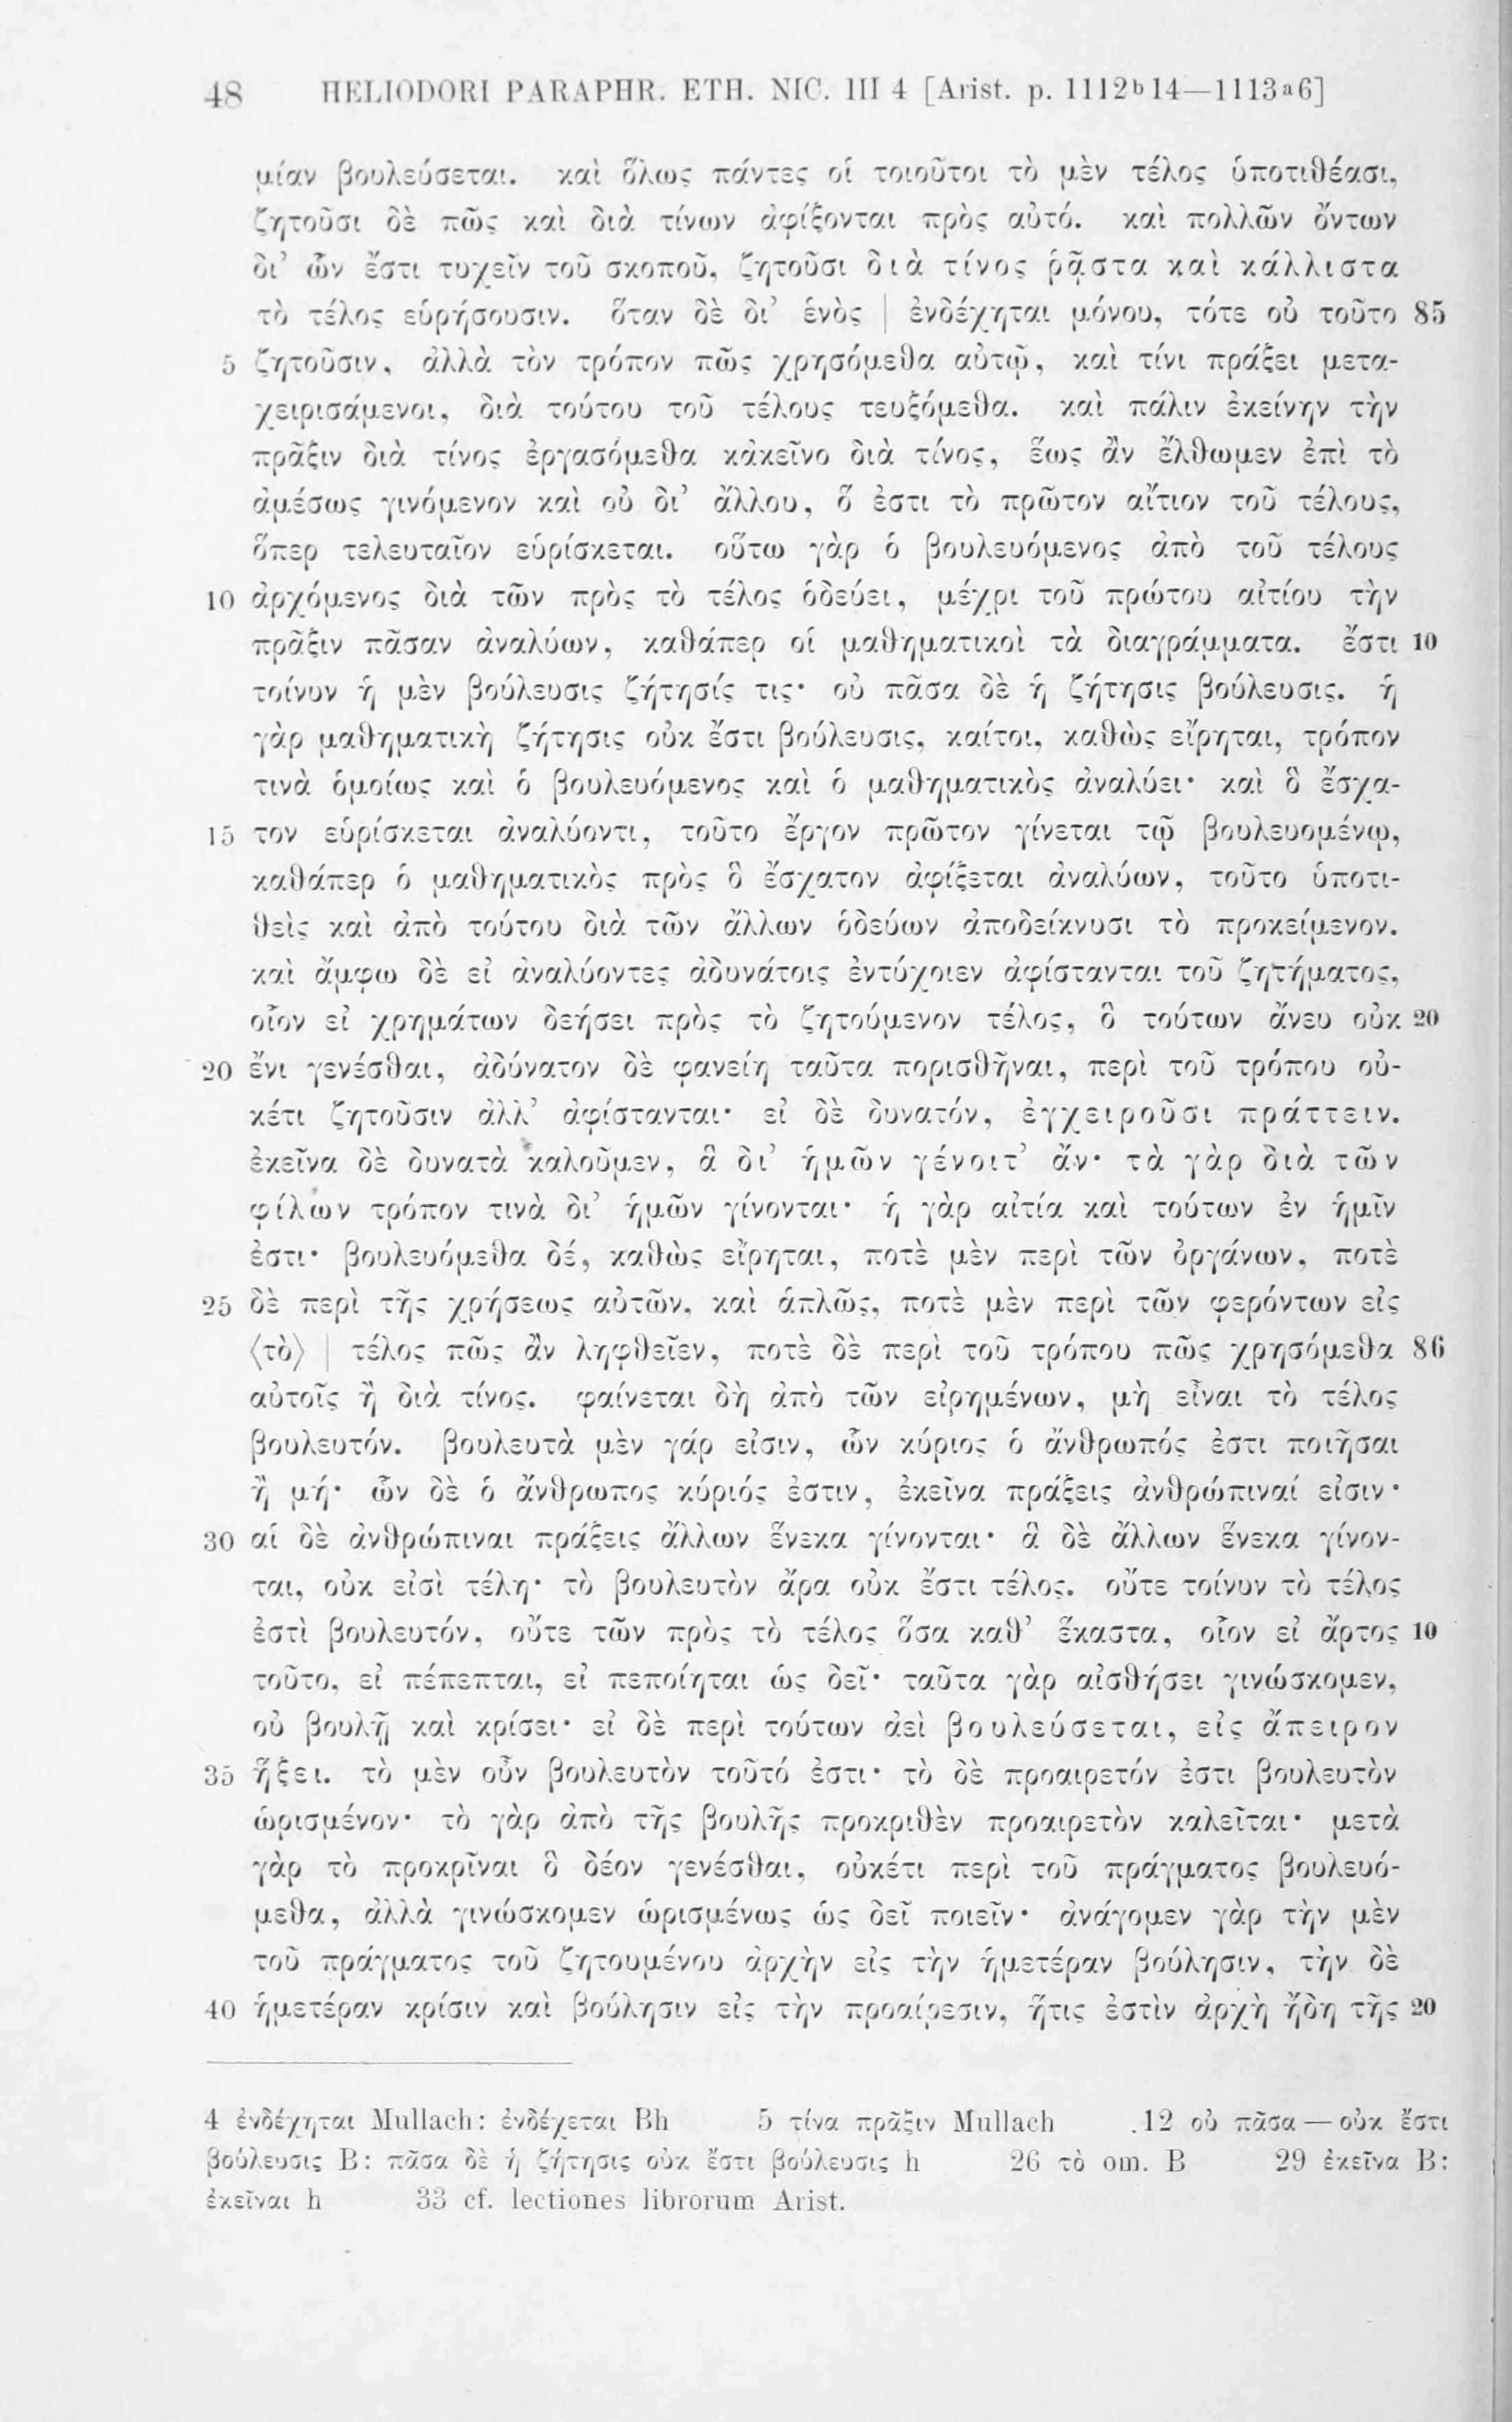 48 HELIODORI PARAPHR. ETH. NIC. III 4 [Arist. p. 1112b14—1113a6]
μίαν βουλεύσεται. καὶ ὅλως πάντες οἱ τοιοῦτοι τὸ μὲν τέλος ὑποτιθέασι,
ζητοῦσι δὲ πῶς καὶ διὰ τίνων ἀφίξονται πρὸς αὐτό. καὶ πολλῶν ὄντων
δι’ ὧν ἔστι τυχεῖν τοῦ σκοποῦ, ζητοῦσι διὰ τίνος ῥᾷστα καὶ κάλλιστα
τὸ τέλος εὑρήσουσιν. ὅταν δὲ δι’ ἑνὸς | ἐνδέχηται μόνου, τότε οὐ τοῦτο 85
5 ζητοῦσιν, ἀλλὰ τὸν τρόπον πῶς χρησόμεθα αὐτῷ, καὶ τίνι πράξει μετα-
χειρισάμενοι, διὰ τούτου τοῦ τέλους τευξόμεθα. καὶ πάλιν ἐκείνην τὴν
πρᾶξιν διὰ τίνος ἐργασόμεθα κἀκεῖνο διὰ τίνος, ἕως ἂν ἔλθωμεν ἐπὶ τὸ
ἀμέσως γινόμενον καὶ οὐ δι’ ἄλλου, ὅ ἐστι τὸ πρῶτον αἴτιον τοῦ τέλους,
ὅπερ τελευταῖον εὑρίσκεται. οὕτω γὰρ ὁ βουλευόμενος ἀπὸ τοῦ τέλους
10 ἀρχόμενος διὰ τῶν πρὸς τὸ τέλος ὁδεύει, μέχρι τοῦ πρώτου αἰτίου τὴν
πρᾶξιν πᾶσαν ἀναλύων, καθάπερ οἱ μαθηματικοὶ τὰ διαγράμματα. ἔστι 10
τοίνυν ἡ μὲν βούλευσις ζήτησίς τις· οὐ πᾶσα δὲ ἡ ζήτησις βούλευσις. ἡ
γὰρ μαθηματικὴ ζήτησις οὐκ ἔστι βούλευσις, καίτοι, καθὼς εἴρηται, τρόπον
τινὰ ὁμοίως καὶ ὁ βουλευόμενος καὶ ὁ μαθηματικὸς ἀναλύει· καὶ ὃ ἔσχα-
15 τον εὑρίσκεται ἀναλύοντι, τοῦτο ἔργον πρῶτον γίνεται τῷ βουλευομένῳ,
καθάπερ ὁ μαθηματικὸς πρὸς ὃ ἔσχατον ἀφίξεται ἀναλύων, τοῦτο ὑποτι-
θεὶς καὶ ἀπὸ τούτου διὰ τῶν ἄλλων ὁδεύων ἀποδείκνυσι τὸ προκείμενον.
καὶ ἄμφω δὲ εἰ ἀναλύοντες ἀδυνάτοις ἐντύχοιεν ἀφίστανται τοῦ ζητήματος,
οἷον εἰ χρημάτων δεήσει πρὸς τὸ ζητούμενον τέλος, ὃ τούτων ἄνευ οὐκ 20
20 ἔνι γενέσθαι, ἀδύνατον δὲ φανείη ταῦτα πορισθῆναι, περὶ τοῦ τρόπου οὐ-
κέτι ζητοῦσιν ἀλλ’ ἀφίστανται· εἰ δὲ δυνατόν, ἐγχειροῦσι πράττειν.
ἐκεῖνα δὲ δυνατὰ καλοῦμεν, ἃ δι’ ἡμῶν γένοιτ’ ἄν· τὰ γὰρ διὰ τῶν
φίλων τρόπον τινὰ δι’ ἡμῶν γίνονται· ἡ γὰρ αἰτία καὶ τούτων ἐν ἡμῖν
ἐστι· βουλευόμεθα δέ, καθὼς εἴρηται, ποτὲ μὲν περὶ τῶν ὀργάνων, ποτὲ
25 δὲ περὶ τῆς χρήσεως αὐτῶν, καὶ ἁπλῶς, ποτὲ μὲν περὶ τῶν φερόντων εἰς
⟨τὸ⟩ | τέλος πῶς ἂν ληφθεῖεν, ποτὲ δὲ περὶ τοῦ τρόπου πῶς χρησόμεθα 86
αὐτοῖς ἢ διὰ τίνος. φαίνεται δὴ ἀπὸ τῶν εἰρημένων, μὴ εἶναι τὸ τέλος
βουλευτόν. βουλευτὰ μὲν γάρ εἰσιν, ὧν κύριος ὁ ἄνθρωπός ἐστι ποιῆσαι
ἢ μή· ὧν δὲ ὁ ἄνθρωπος κύριός ἐστιν, ἐκεῖνα πράξεις ἀνθρώπιναί εἰσιν·
30 αἱ δὲ ἀνθρώπιναι πράξεις ἄλλων ἕνεκα γίνονται· ἃ δὲ ἄλλων ἕνεκα γίνον-
ται, οὐκ εἰσὶ τέλη· τὸ βουλευτὸν ἄρα οὐκ ἔστι τέλος. οὔτε τοίνυν τὸ τέλος
ἐστὶ βουλευτόν, οὔτε τῶν πρὸς τὸ τέλος ὅσα καθ’ ἕκαστα, οἷον εἰ ἄρτος 10
τοῦτο, εἰ πέπεπται, εἰ πεποίηται ὡς δεῖ· ταῦτα γὰρ αἰσθήσει γινώσκομεν,
οὐ βουλῇ καὶ κρίσει· εἰ δὲ περὶ τούτων ἀεὶ βουλεύσεται, εἰς ἄπειρον
35 ἥξει. τὸ μὲν οὖν βουλευτὸν τοῦτό ἐστι· τὸ δὲ προαιρετόν ἐστι βουλευτὸν
ὡρισμένον· τὸ γὰρ ἀπὸ τῆς βουλῆς προκριθὲν προαιρετὸν καλεῖται· μετὰ
γὰρ τὸ προκρῖναι ὃ δέον γενέσθαι, οὐκέτι περὶ τοῦ πράγματος βουλευό-
μεθα, ἀλλὰ γινώσκομεν ὡρισμένως ὡς δεῖ ποιεῖν· ἀνάγομεν γὰρ τὴν μὲν
τοῦ πράγματος τοῦ ζητουμένου ἀρχὴν εἰς τὴν ἡμετέραν βούλησιν, τὴν δὲ
40 ἡμετέραν κρίσιν καὶ βούλησιν εἰς τὴν προαίρεσιν, ἥτις ἐστὶν ἀρχὴ ἤδη τῆς 20
4 ἐνδέχηται Mullach: ἐνδέχεται Bh 5 τίνα πρᾶξιν Mullach 12 οὐ πᾶσα — οὐκ ἔστι
βούλευσις B: πᾶσα δὲ ἡ ζήτησις οὐκ ἔστι βούλευσις h 26 τὸ om. B 29 ἐκεῖνα B:
ἐκεῖναι h 33 cf. lectiones librorum Arist.